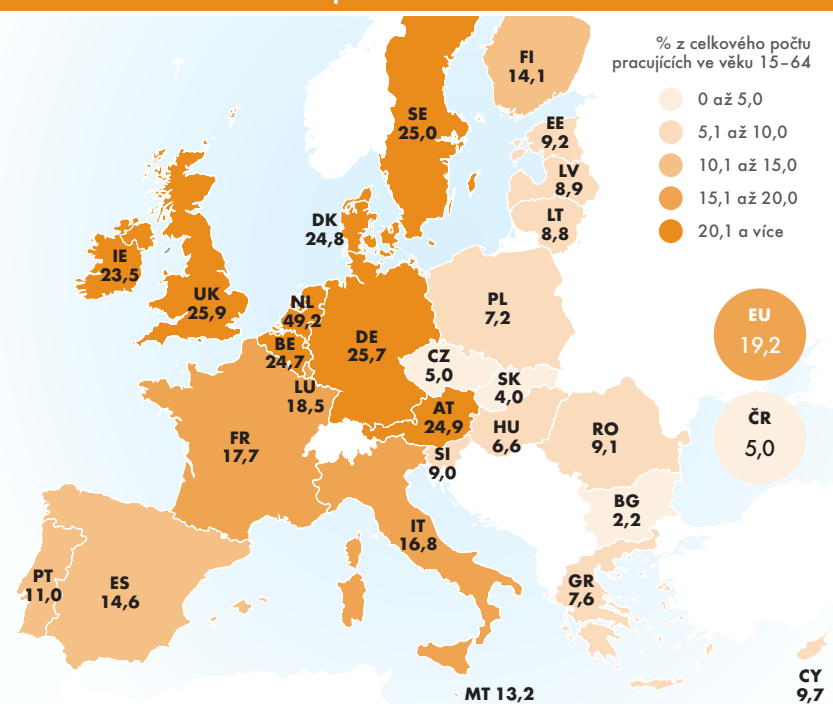 % z celkového počtu
pracujících ve věku 15–64
0 až 5,0
5,1 až 10,0
10,1 až 15,0
15,1 až 20,0
20,1 a více
FI
14,1
SE
25,0
EE
9,2
LV
8,9
LT
8,8
DK
24,8
IE
23,5
UK
25,9
NL
49,2
BE
24,7
LU
18,5
DE
25,7
PL
7,2
CZ
5,0
SK
4,0
AT
24,9
HU
6,6
SI
9,0
RO
9,1
BG
2,2
FR
17,7
IT
16,8
PT
11,0
ES
14,6
GR
7,6
MT 13,2
CY
9,7
EU
19,2
ČR
5,0